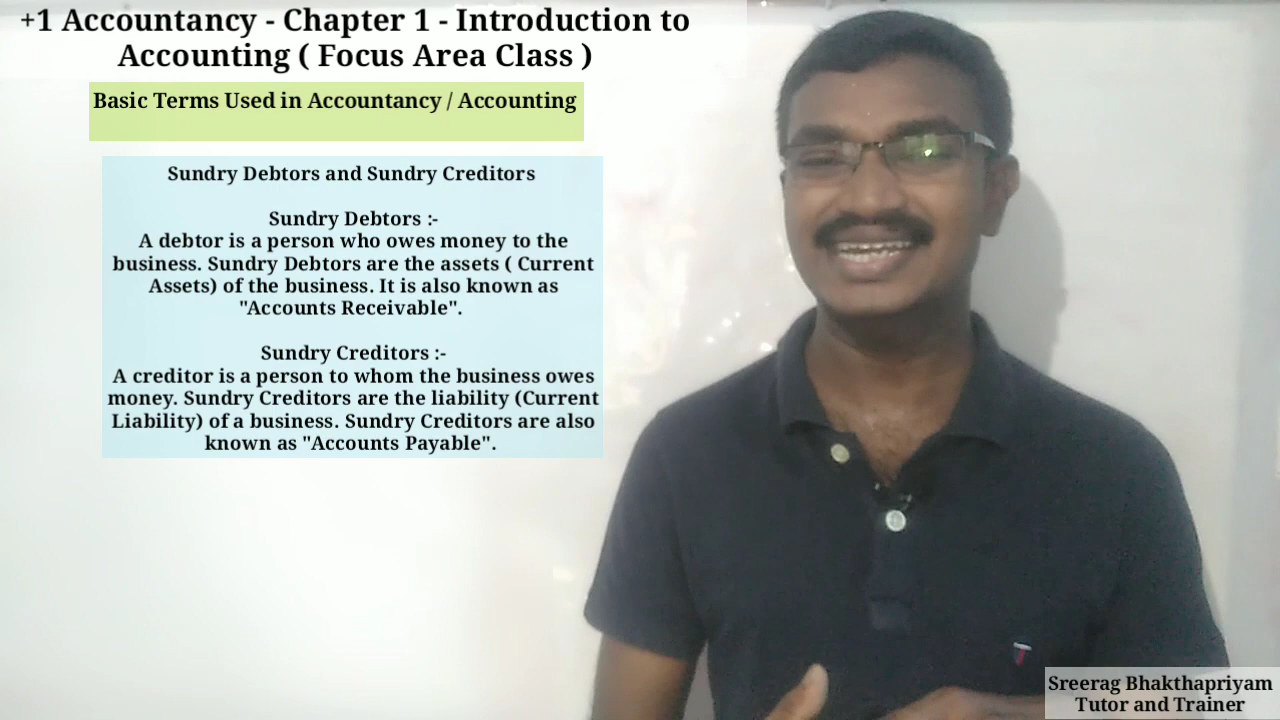 +1 Accountancy - Chapter 1 - Introduction to
Accounting ( Focus Area Class )
Basic Terms Used in Accountancy / Accounting
Sundry Debtors and Sundry Creditors
Sundry Debtors :-
A debtor is a person who owes money to the
business. Sundry Debtors are the assets ( Current
Assets) of the business. It is also known as
"Accounts Receivable".
Sundry Creditors :-
A creditor is a person to whom the business owes
money. Sundry Creditors are the liability (Current
Liability) of a business. Sundry Creditors are also
known as "Accounts Payable".
Sreerag Bhakthapriyam
Tutor and Trainer